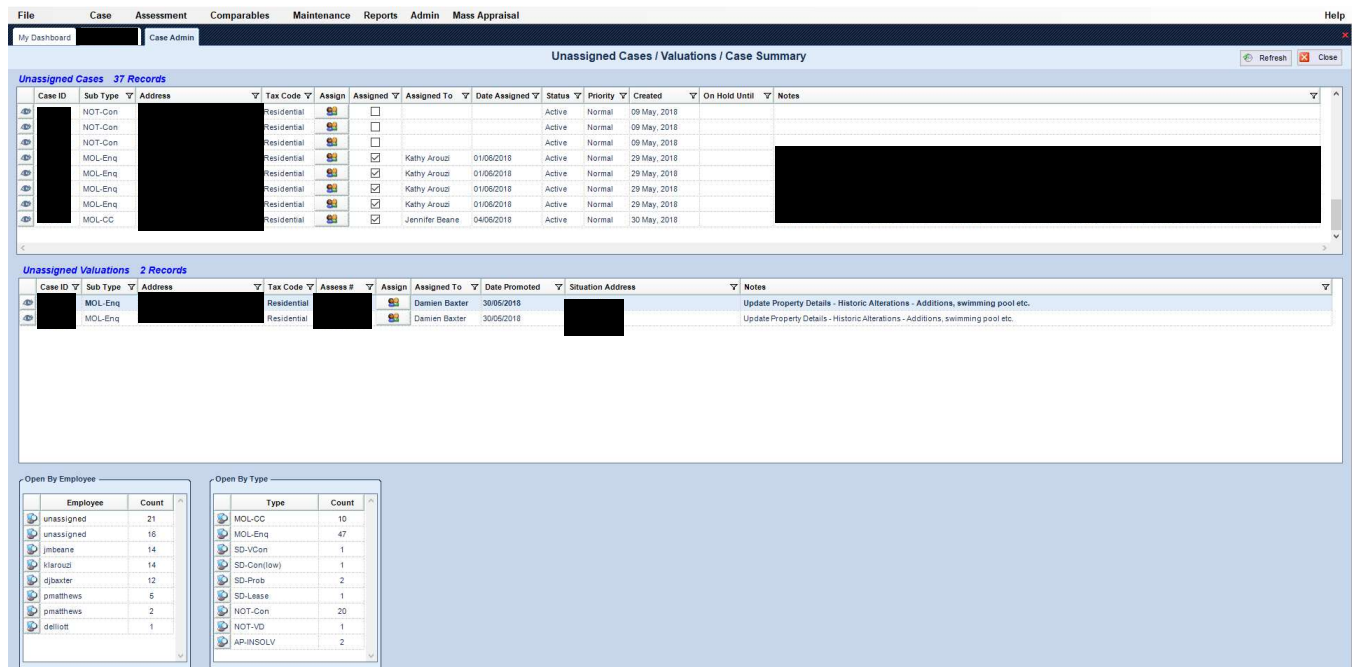 File Case Assessment Comparables Maintenance Reports Admin Mass Appraisal Help
My Dashboard Case Admin
Unassigned Cases / Valuations / Case Summary Refresh Close
Unassigned Cases 37 Records
Case ID Sub Type Address Tax Code Assign Assigned Assigned To Date Assigned Status Priority Created On Hold Until Notes
NOT-Con Residential Active Normal 09 May, 2018
NOT-Con Residential Active Normal 09 May, 2018
NOT-Con Residential Active Normal 09 May, 2018
MOL-Enq Residential Kathy Arouzi 01/06/2018 Active Normal 29 May, 2018
MOL-Enq Residential Kathy Arouzi 01/06/2018 Active Normal 29 May, 2018
MOL-Enq Residential Kathy Arouzi 01/06/2018 Active Normal 29 May, 2018
MOL-Enq Residential Kathy Arouzi 01/06/2018 Active Normal 29 May, 2018
MOL-CC Residential Jennifer Beane 04/06/2018 Active Normal 30 May, 2018
Unassigned Valuations 2 Records
Case ID Sub Type Address Tax Code Assess # Assign Assigned To Date Promoted Situation Address Notes
MOL-Enq Residential Damien Baxter 30/05/2018 Update Property Details - Historic Alterations - Additions, swimming pool etc.
MOL-Enq Residential Damien Baxter 30/05/2018 Update Property Details - Historic Alterations - Additions, swimming pool etc.
Open By Employee
Employee Count
unassigned 21
unassigned 16
jmbeane 14
klarouzi 14
djbaxter 12
pmatthews 5
pmatthews 2
delliott 1
Open By Type
Type Count
MOL-CC 10
MOL-Enq 47
SD-VCon 1
SD-Con(low) 1
SD-Prob 2
SD-Lease 1
NOT-Con 20
NOT-VD 1
AP-INSOLV 2